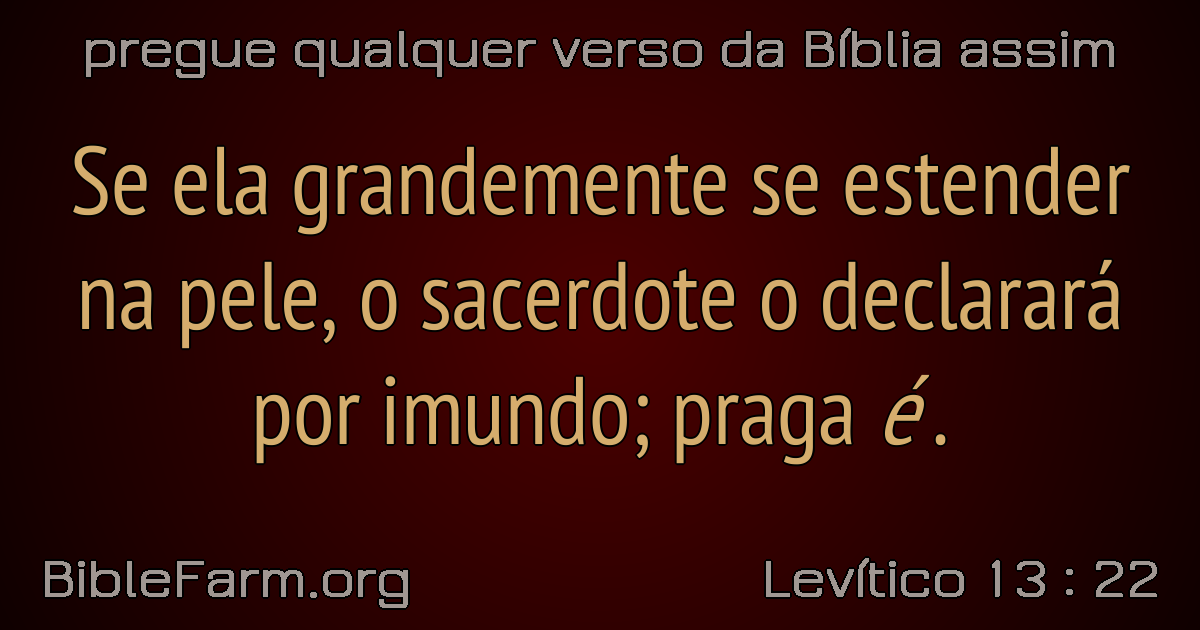 pregue qualquer verso da Bíblia assim
Se ela grandemente se estender
na pele, o sacerdote o declarará
por imundo; praga é .
BibleFarm.org
Levítico 13 : 22